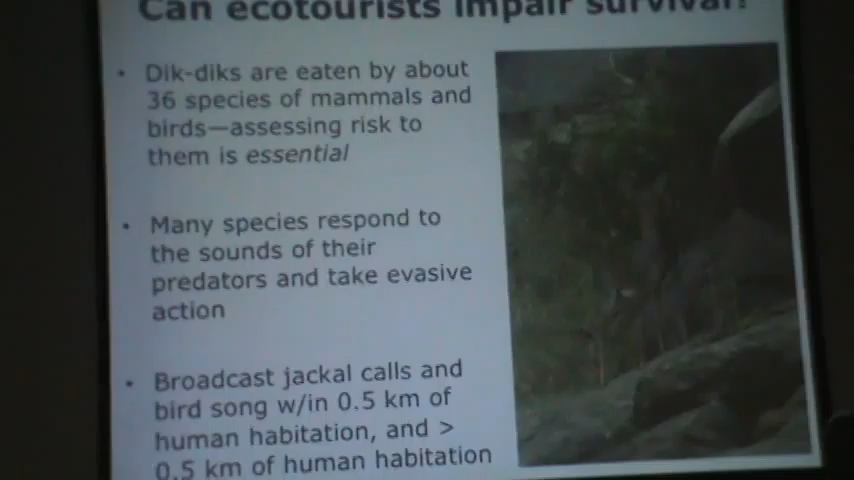 Can ecotourists impair survival?
• Dik-diks are eaten by about
36 species of mammals and
birds—assessing risk to
them is essential
• Many species respond to
the sounds of their
predators and take evasive
action
• Broadcast jackal calls and
bird song w/in 0.5 km of
human habitation, and >
0.5 km of human habitation